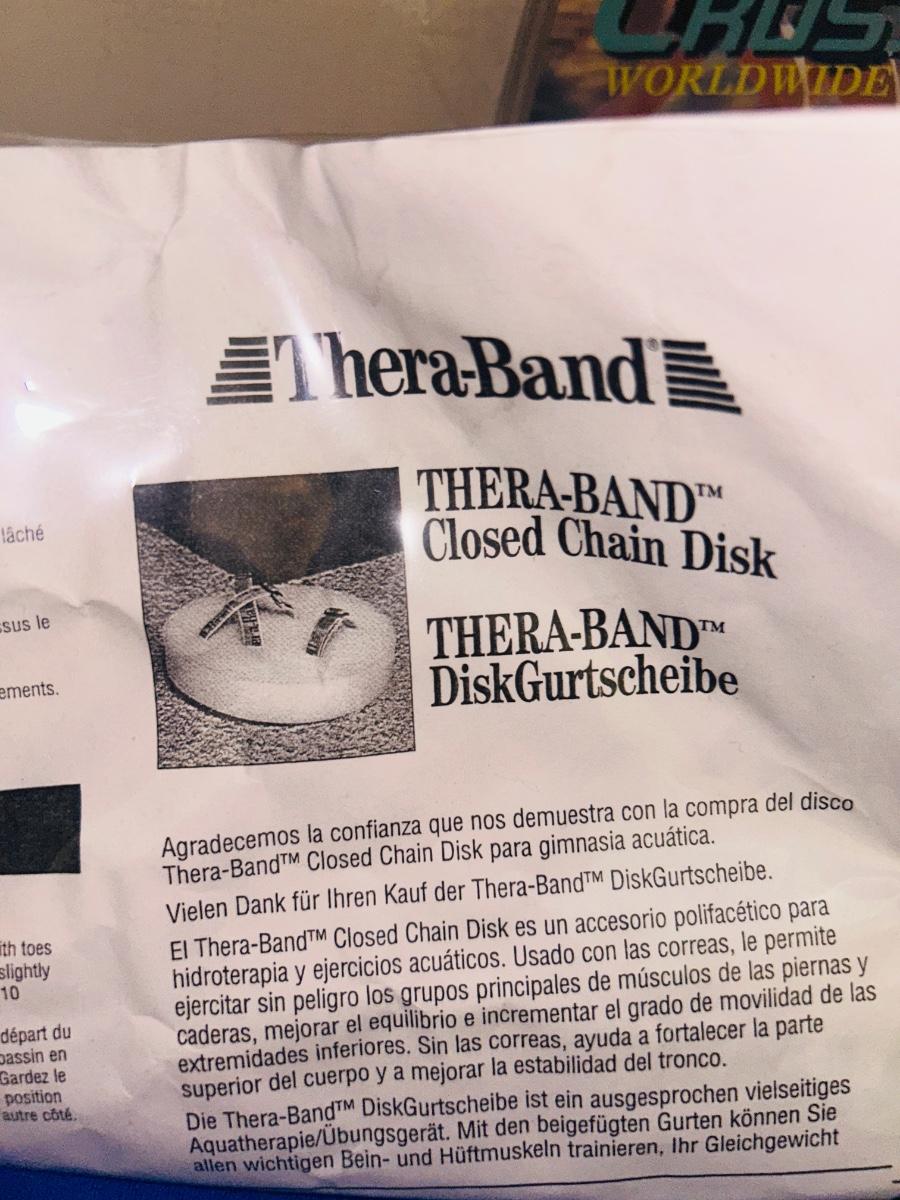 CROSS
WORLDWIDE
Thera-Band®
THERA-BAND™
Closed Chain Disk
THERA-BAND™
DiskGurtscheibe
Agradecemos la confianza que nos demuestra con la compra del disco
Thera-Band™ Closed Chain Disk para gimnasia acuática.
Vielen Dank für Ihren Kauf der Thera-Band™ DiskGurtscheibe.
El Thera-Band™ Closed Chain Disk es un accesorio polifacético para
hidroterapia y ejercicios acuáticos. Usado con las correas, le permite
ejercitar sin peligro los grupos principales de músculos de las piernas y
caderas, mejorar el equilibrio e incrementar el grado de movilidad de las
extremidades inferiores. Sin las correas, ayuda a fortalecer la parte
superior del cuerpo y a mejorar la estabilidad del tronco.
Die Thera-Band™ DiskGurtscheibe ist ein ausgesprochen vielseitiges
Aquatherapie/Übungsgerät. Mit den beigefügten Gurten können Sie
allen wichtigen Bein- und Hüftmuskeln trainieren, Ihr Gleichgewicht
lâché
le
with toes
slightly
10
départ du
bassin en
Gardez le
position
autre côté.